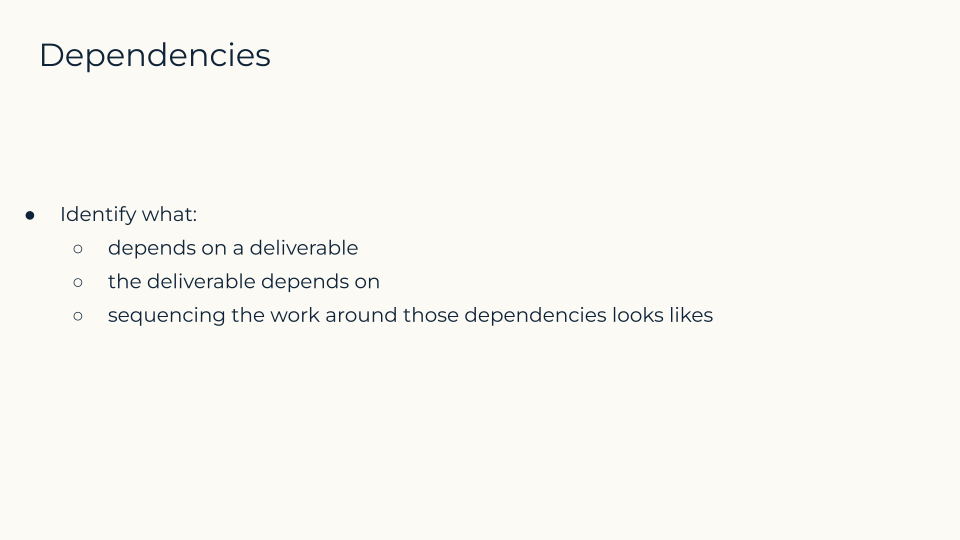 Dependencies
● Identify what:
○ depends on a deliverable
○ the deliverable depends on
○ sequencing the work around those dependencies looks likes